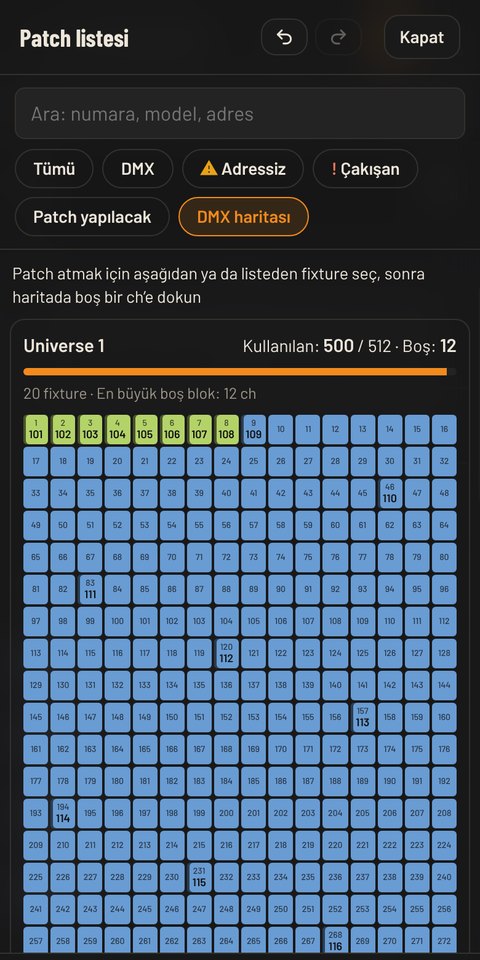 Patch listesi
Kapat
Ara: numara, model, adres
Tümü DMX Adressiz ! Çakışan
Patch yapılacak DMX haritası
Patch atmak için aşağıdan ya da listeden fixture seç, sonra
haritada boş bir ch'e dokun
Universe 1 Kullanılan: 500 / 512 · Boş: 12
20 fixture · En büyük boş blok: 12 ch
1 2 3 4 5 6 7 8 9 10 11 12 13 14 15 16
101 102 103 104 105 106 107 108 109
17 18 19 20 21 22 23 24 25 26 27 28 29 30 31 32
33 34 35 36 37 38 39 40 41 42 43 44 45 46 47 48
110
49 50 51 52 53 54 55 56 57 58 59 60 61 62 63 64
65 66 67 68 69 70 71 72 73 74 75 76 77 78 79 80
81 82 83 84 85 86 87 88 89 90 91 92 93 94 95 96
111
97 98 99 100 101 102 103 104 105 106 107 108 109 110 111 112
113 114 115 116 117 118 119 120 121 122 123 124 125 126 127 128
112
129 130 131 132 133 134 135 136 137 138 139 140 141 142 143 144
145 146 147 148 149 150 151 152 153 154 155 156 157 158 159 160
113
161 162 163 164 165 166 167 168 169 170 171 172 173 174 175 176
177 178 179 180 181 182 183 184 185 186 187 188 189 190 191 192
193 194 195 196 197 198 199 200 201 202 203 204 205 206 207 208
114
209 210 211 212 213 214 215 216 217 218 219 220 221 222 223 224
225 226 227 228 229 230 231 232 233 234 235 236 237 238 239 240
115
241 242 243 244 245 246 247 248 249 250 251 252 253 254 255 256
257 258 259 260 261 262 263 264 265 266 267 268 269 270 271 272
116